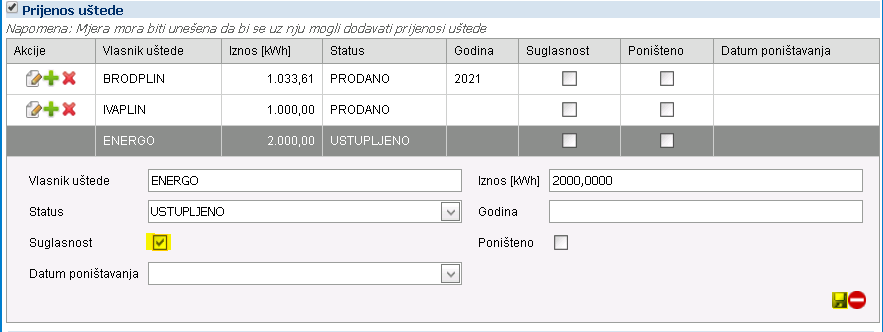 Prijenos uštede
Napomena: Mjera mora biti unešena da bi se uz nju mogli dodavati prijenosi uštede
Akcije Vlasnik uštede Iznos [kWh] Status Godina Suglasnost Poništeno Datum poništavanja
BRODPLIN 1.033,61 PRODANO 2021
IVAPLIN 1.000,00 PRODANO
ENERGO 2.000,00 USTUPLJENO
Vlasnik uštede ENERGO Iznos [kWh] 2000,0000
Status USTUPLJENO Godina
Suglasnost Poništeno
Datum poništavanja